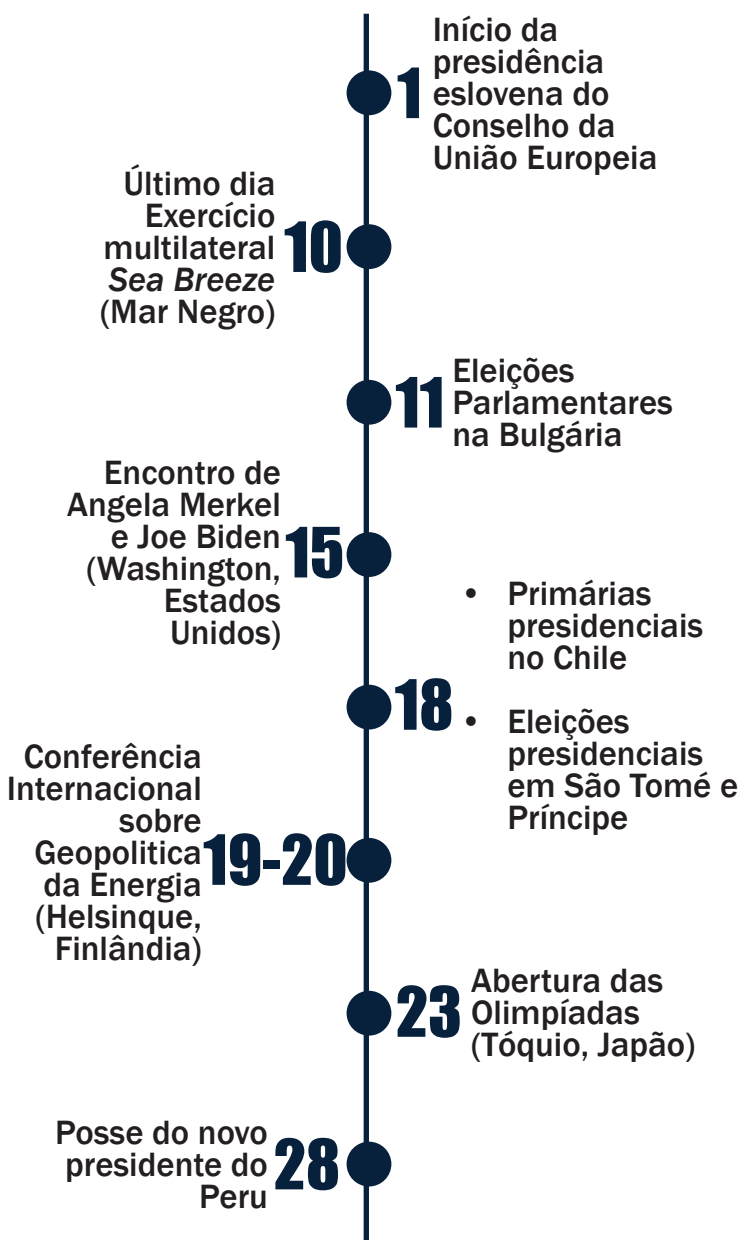 1
Início da
presidência
eslovena do
Conselho da
União Europeia
Último dia
Exercício
multilateral
Sea Breeze
(Mar Negro)
10
11
Eleições
Parlamentares
na Bulgária
Encontro de
Angela Merkel
e Joe Biden
(Washington,
Estados
Unidos)
15
18
• Primárias
presidenciais
no Chile
• Eleições
presidenciais
em São Tomé e
Príncipe
Conferência
Internacional
sobre
Geopolitica
da Energia
(Helsinque,
Finlândia)
19-20
23
Abertura das
Olimpíadas
(Tóquio, Japão)
Posse do novo
presidente do
Peru
28